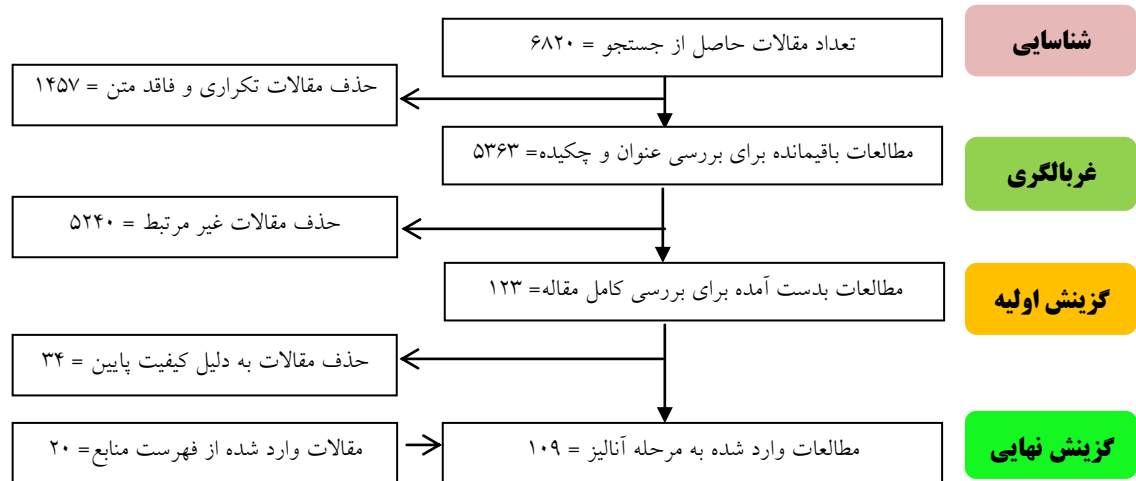 شناسایی
تعداد مقالات حاصل از جستجو = ۶۸۲۰
حذف مقالات تکراری و فاقد متن = ۱۴۵۷
غربالگری
مطالعات باقیمانده برای بررسی عنوان و چکیده= ۵۳۶۳
حذف مقالات غیر مرتبط = ۵۲۴۰
گزینش اولیه
مطالعات بدست آمده برای بررسی کامل مقاله= ۱۲۳
حذف مقالات به دلیل کیفیت پایین = ۳۴
گزینش نهایی
مطالعات وارد شده به مرحله آنالیز = ۱۰۹
مقالات وارد شده از فهرست منابع= ۲۰